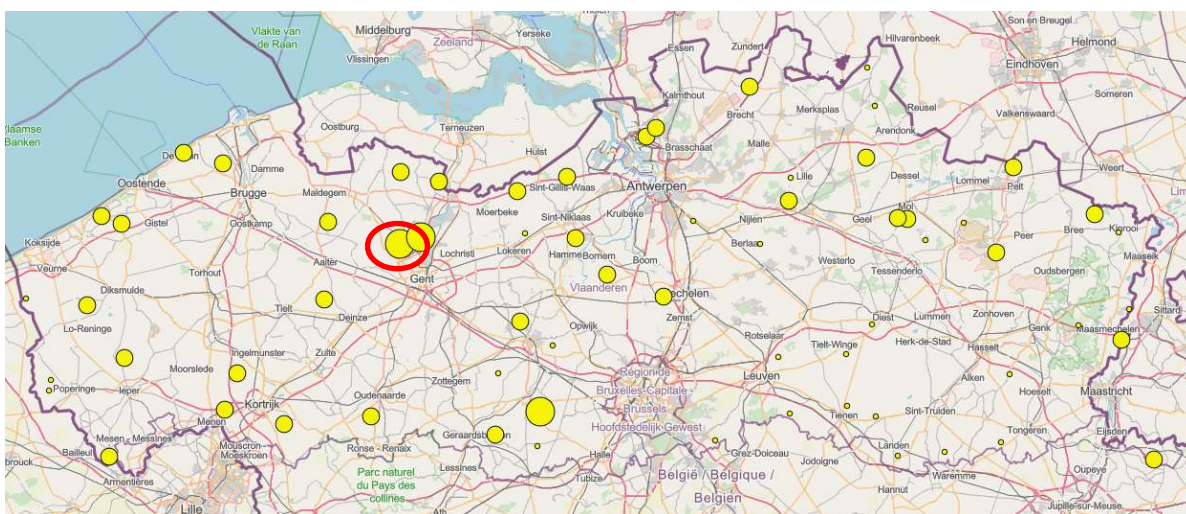 Middelburg
Yerseke
Vlakte van
de Raan
Zeeland
Vlissingen
Essen
Zundert
Hilvarenbeek
Son en Breugel
Helmond
Eindhoven
Someren
Kalmthout
Merksplas
Reusel
Valkenswaard
Brecht
Vlaamse
Banken
Oostburg
Terneuzen
Hulst
Brasschaat
Malle
Arendonk
Damme
Oostende
Brugge
Maldegem
Sint-Gillis-Waas
Antwerpen
Lille
Dessel
Lommel
Pelt
Weert
Gistel
Oostkamp
Moerbeke
Sint-Niklaas
Kruibeke
Nijlen
Geel
Mol
Peer
Bree
Kinrooi
Koksijde
Veurne
Aalter
Lochristi
Lokeren
Hamme
Bornem
Boom
Berlaar
Westerlo
Maaseik
Torhout
Gent
Vlaanderen
Tessenderlo
Oudsbergen
Diksmuide
Tielt
Deinze
Mechelen
Zemst
Lo-Reninge
Opwijk
Rotselaar
Diest
Lummen
Zonhoven
Genk
Maasmechelen
Sittard
Ingelmunster
Zulte
Tielt-Winge
Herk-de-Stad
Hasselt
Moorslede
Poperinge
Ieper
Zottegem
Région de
Bruxelles-Capitale -
Brussels
Hoofdstedelijk Gewest
Leuven
Alken
Hoeselt
Maastricht
Kortrijk
Oudenaarde
Menen
Tienen
Sint-Truiden
Mesen - Messines
Mouscron -
Moeskroen
Geraardsbergen
Tongeren
Eijsden
Bailleul
Ronse - Renaix
Halle
Grez-Doiceau
Landen
Armentières
Parc naturel
du Pays des
collines
Lessines
Tubize
België / Belgique /
Belgien
Jodoigne
Waremme
Oupeye
Hannut
Lille
Ath
Jupille-sur-Meuse